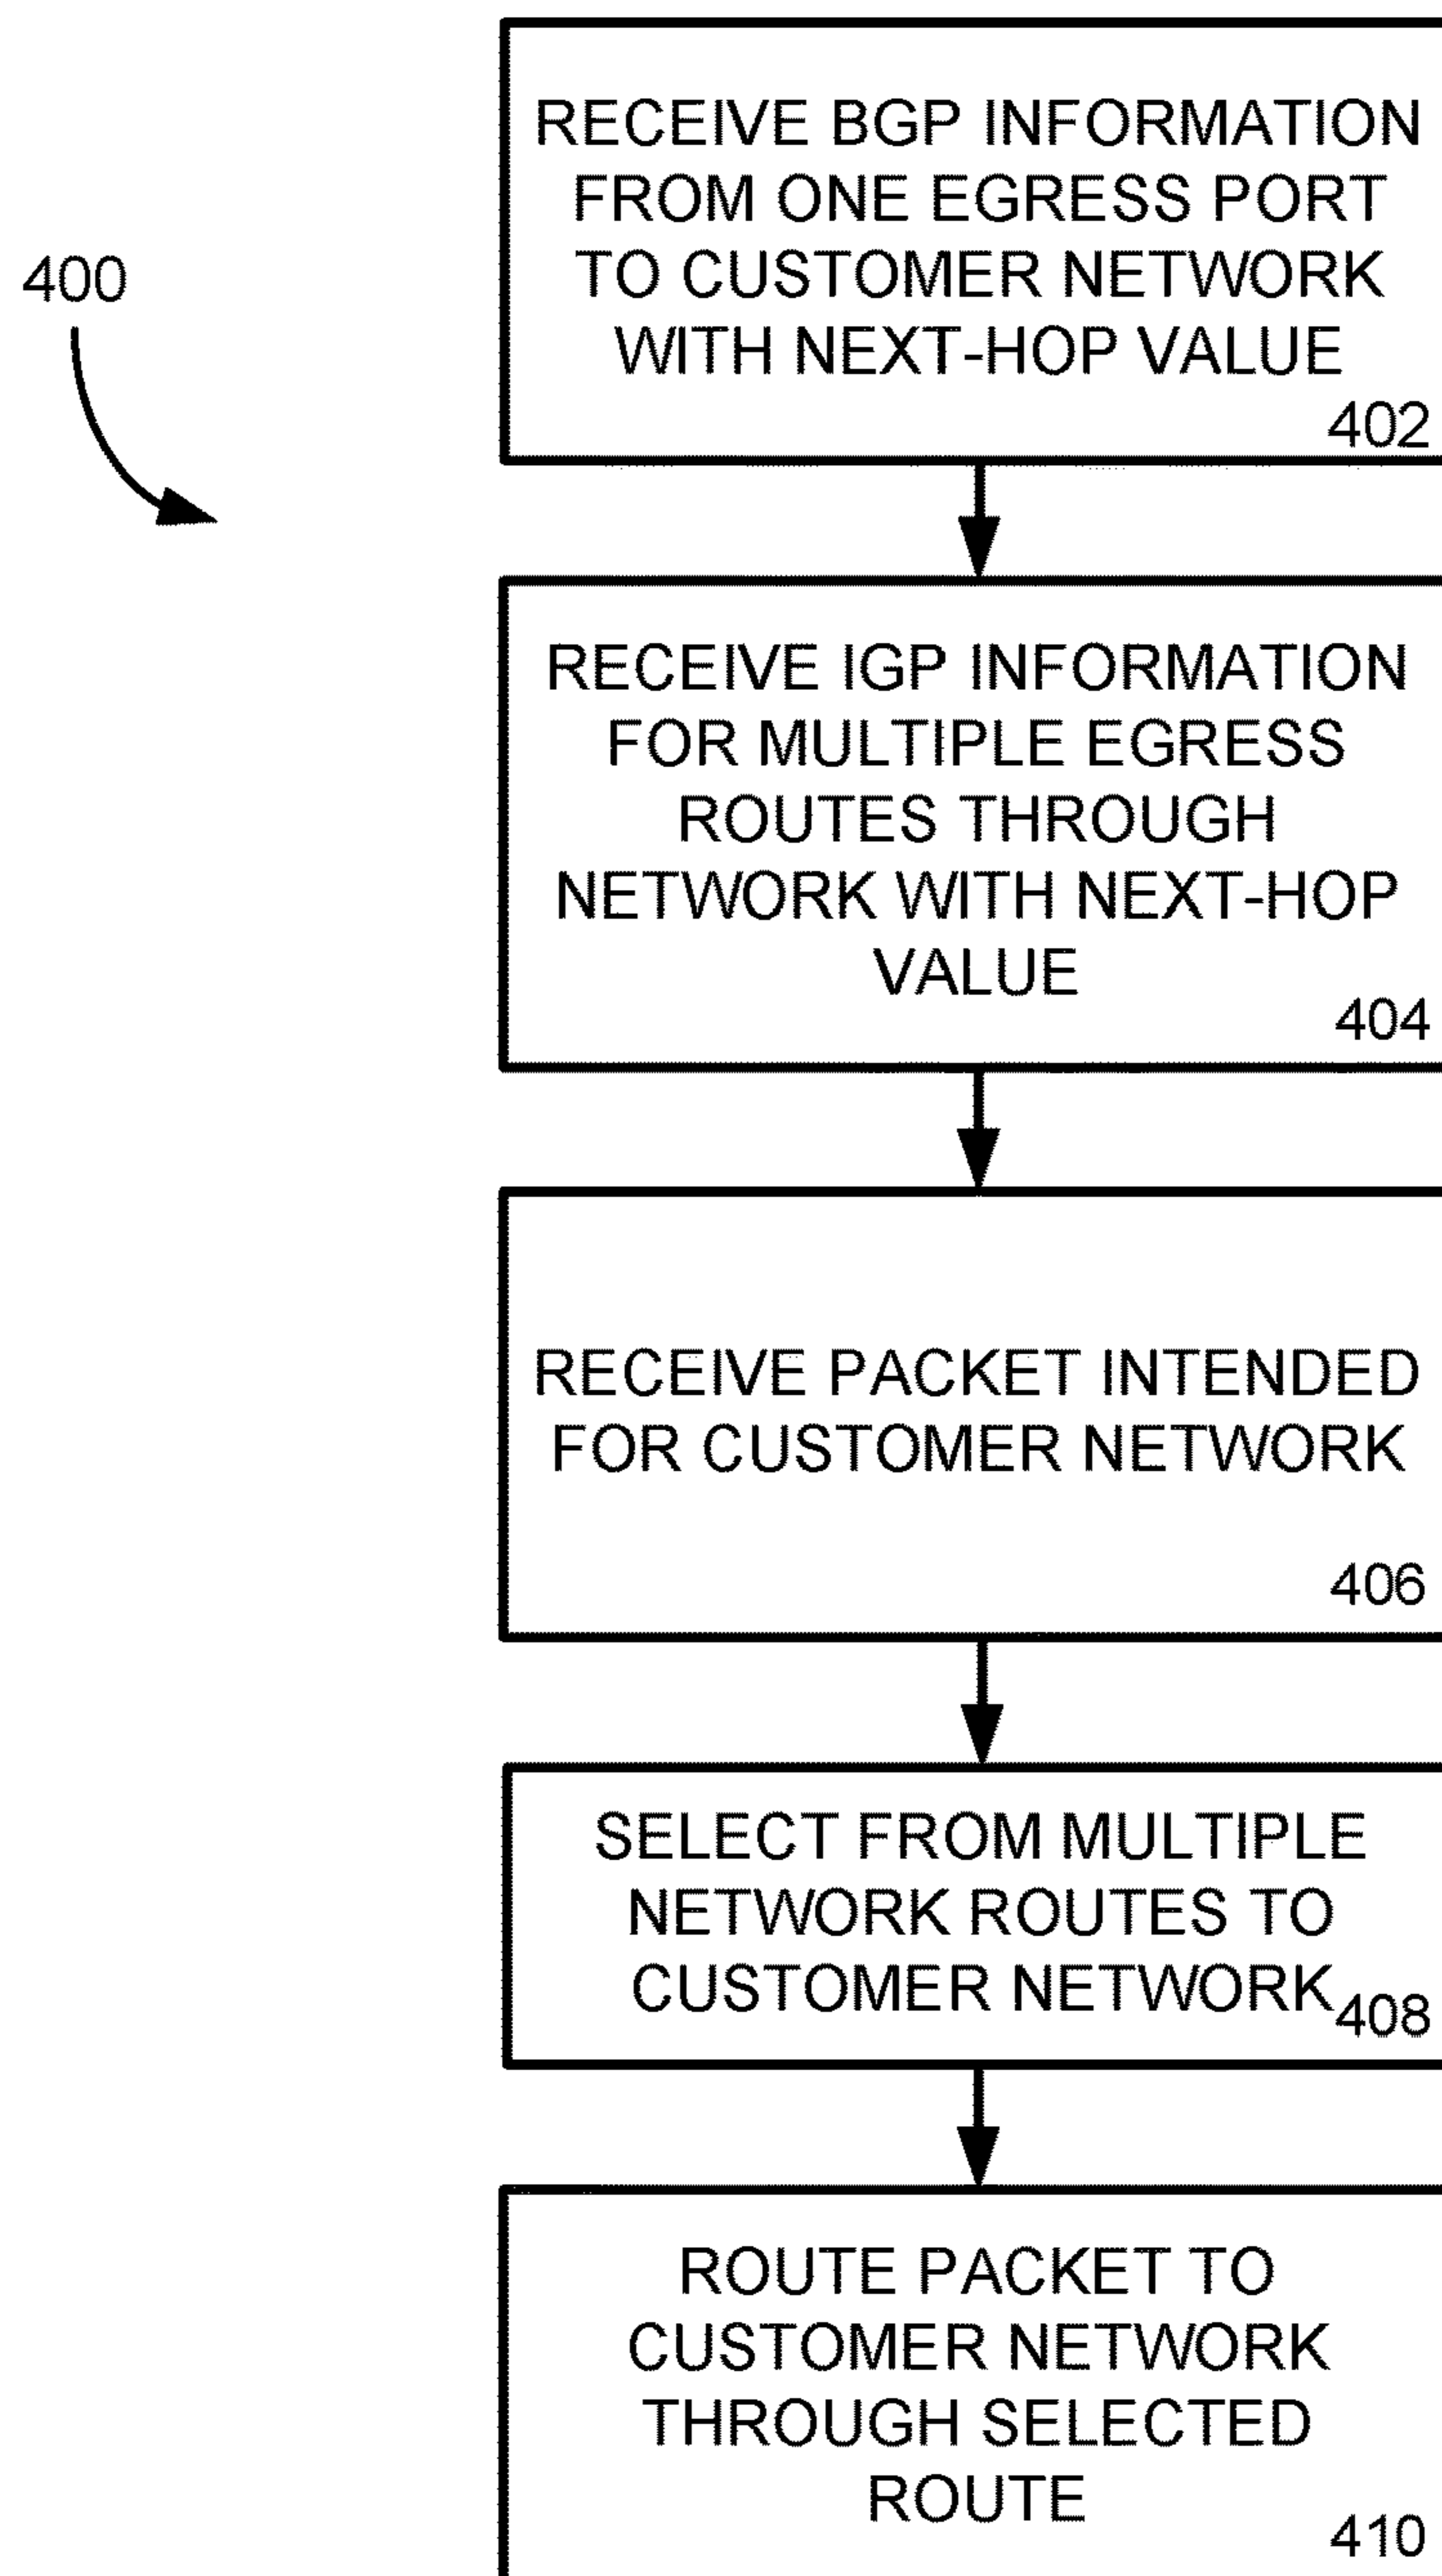 400
RECEIVE BGP INFORMATION
FROM ONE EGRESS PORT
TO CUSTOMER NETWORK
WITH NEXT-HOP VALUE
402
RECEIVE IGP INFORMATION
FOR MULTIPLE EGRESS
ROUTES THROUGH
NETWORK WITH NEXT-HOP
VALUE
404
RECEIVE PACKET INTENDED
FOR CUSTOMER NETWORK
406
SELECT FROM MULTIPLE
NETWORK ROUTES TO
CUSTOMER NETWORK
408
ROUTE PACKET TO
CUSTOMER NETWORK
THROUGH SELECTED
ROUTE
410